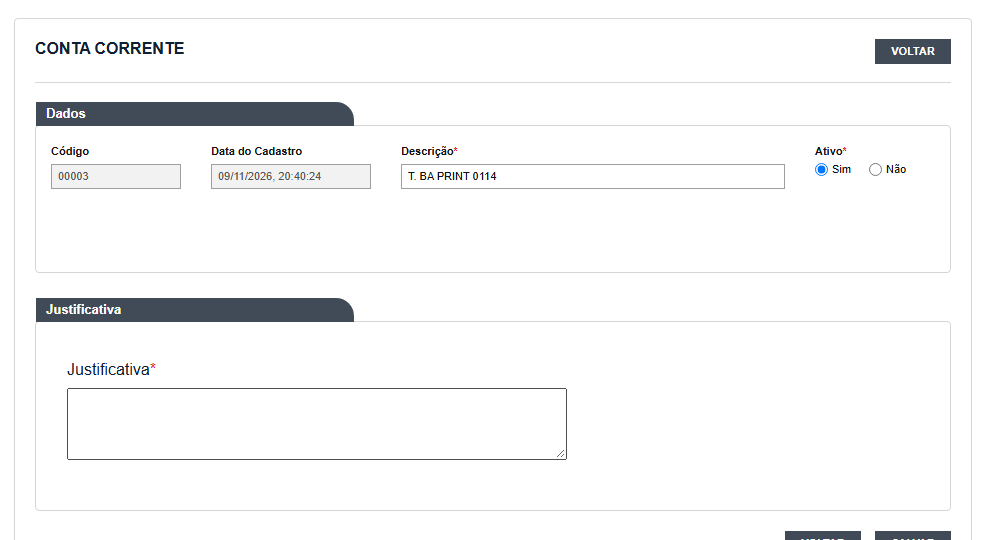 CONTA CORRENTE
VOLTAR
Dados
Código Data do Cadastro Descrição* Ativo*
00003 09/11/2026, 20:40:24 T. BA PRINT 0114 Sim Não
Justificativa
Justificativa*